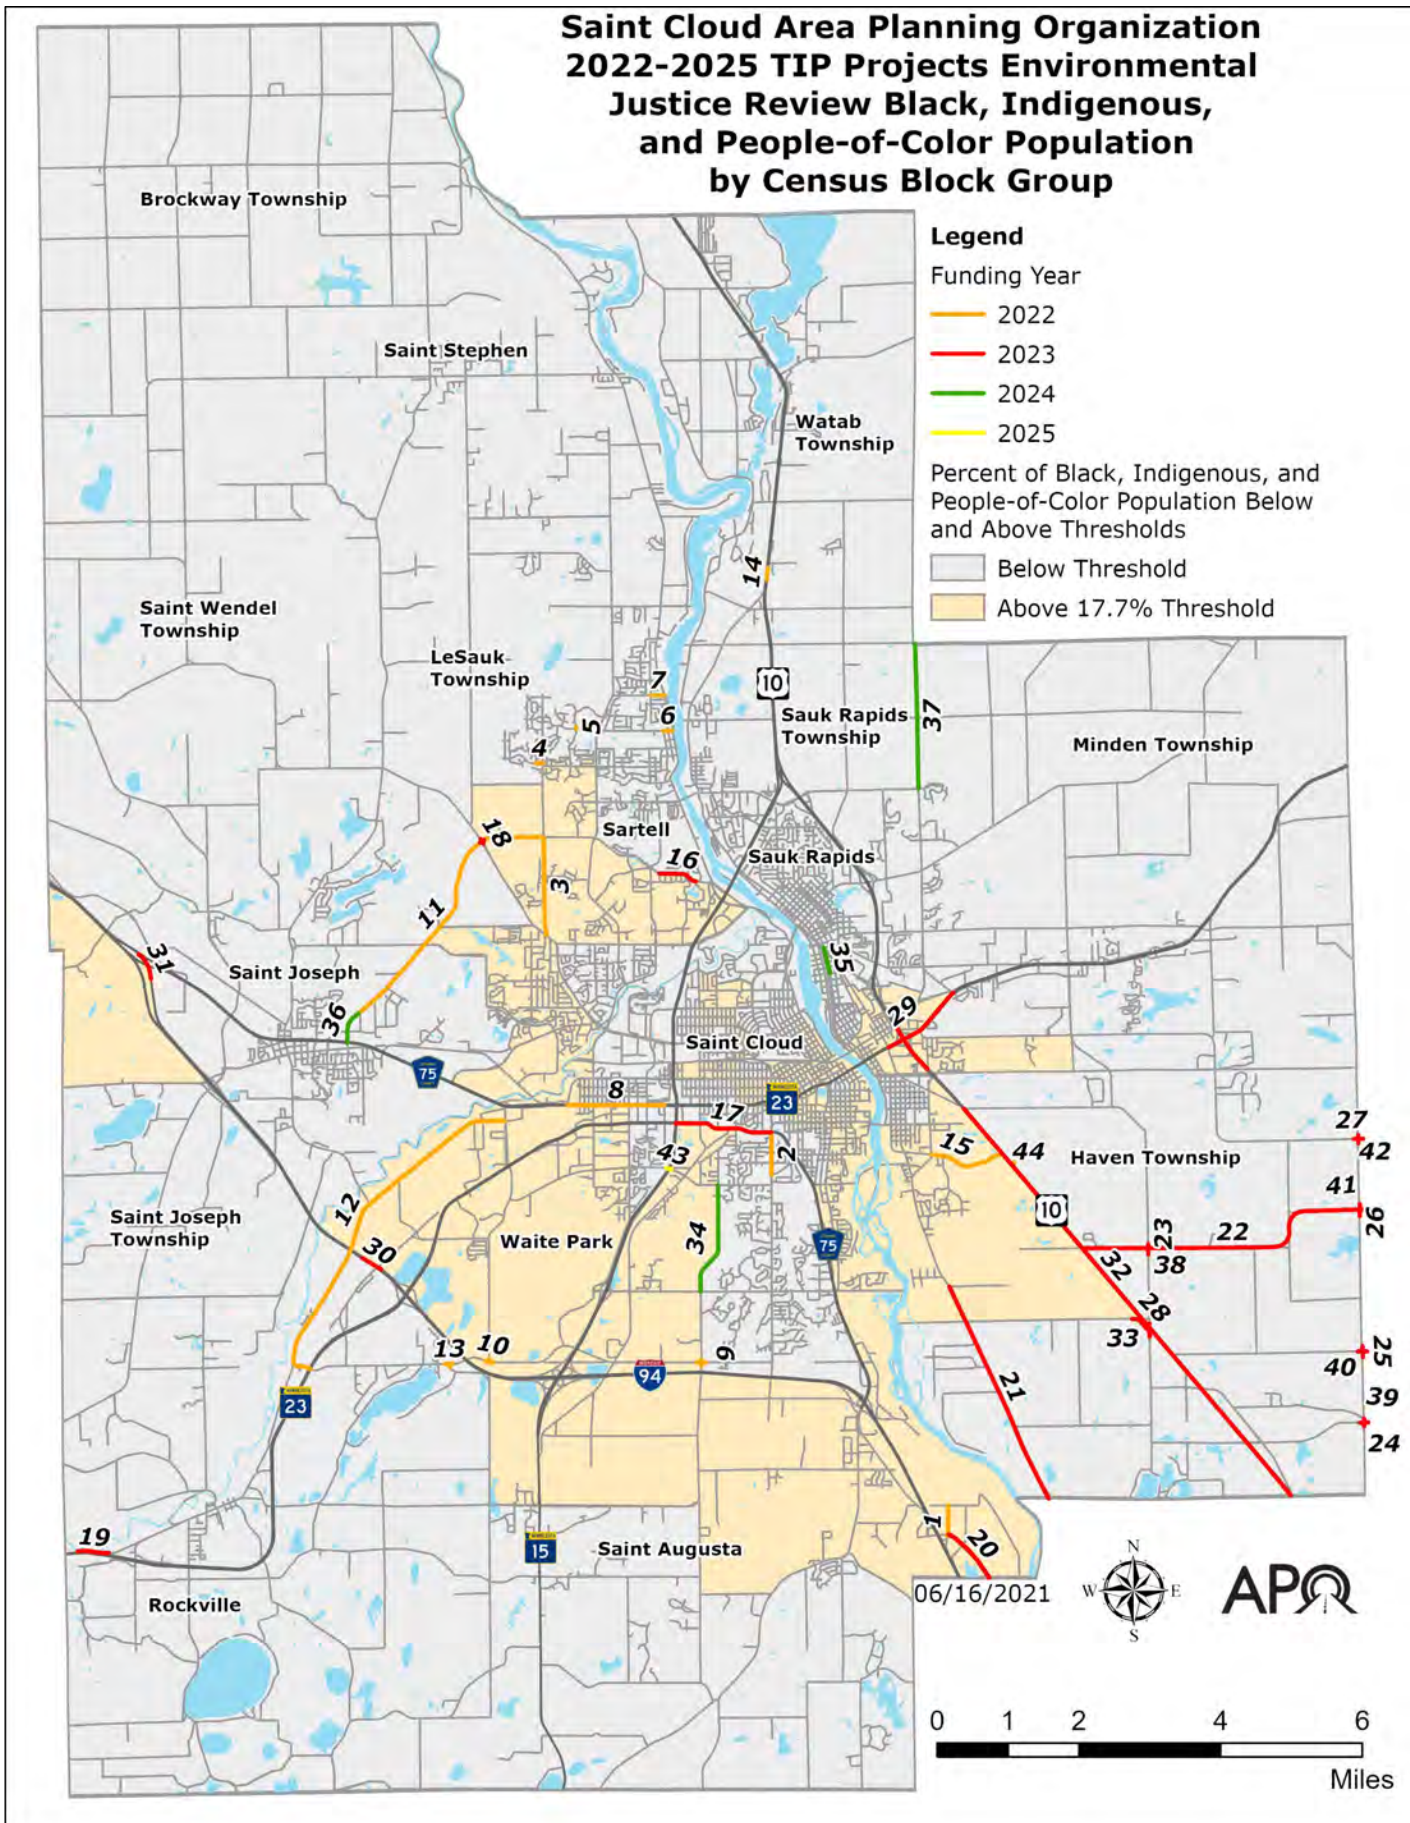 Saint Cloud Area Planning Organization
2022-2025 TIP Projects Environmental
Justice Review Black, Indigenous,
and People-of-Color Population
by Census Block Group
Legend
Funding Year
2022
2023
2024
2025
Percent of Black, Indigenous, and
People-of-Color Population Below
and Above Thresholds
Below Threshold
Above 17.7% Threshold
Brockway Township
Saint Stephen
Watab
Township
14
Saint Wendel
Township
LeSauk
Township
7
10
6
5
Sauk Rapids
Township
37
Minden Township
4
18
Sartell
16
Sauk Rapids
3
11
31
Saint Joseph
35
36
29
Saint Cloud
75
8
23
17
2
15
44
27
42
Haven Township
43
12
41
26
Saint Joseph
Township
10
Waite Park
34
75
23
22
38
30
32
28
33
13
10
9
94
25
40
21
39
23
24
1
20
19
15
Saint Augusta
06/16/2021
Rockville
N
W
E
S
APO
0
1
2
4
6
Miles